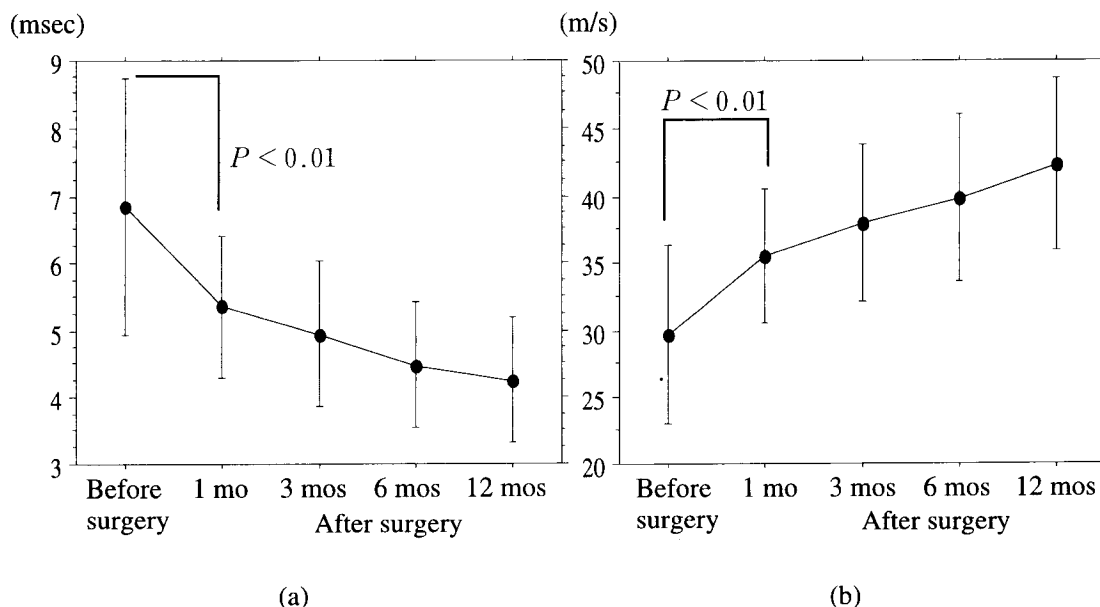 (msec)
9
8
7
6
5
4
3
P < 0.01
Before surgery
1 mo
3 mos
6 mos
12 mos
After surgery
(a)
(m/s)
50
45
40
35
30
25
20
P < 0.01
Before surgery
1 mo
3 mos
6 mos
12 mos
After surgery
(b)